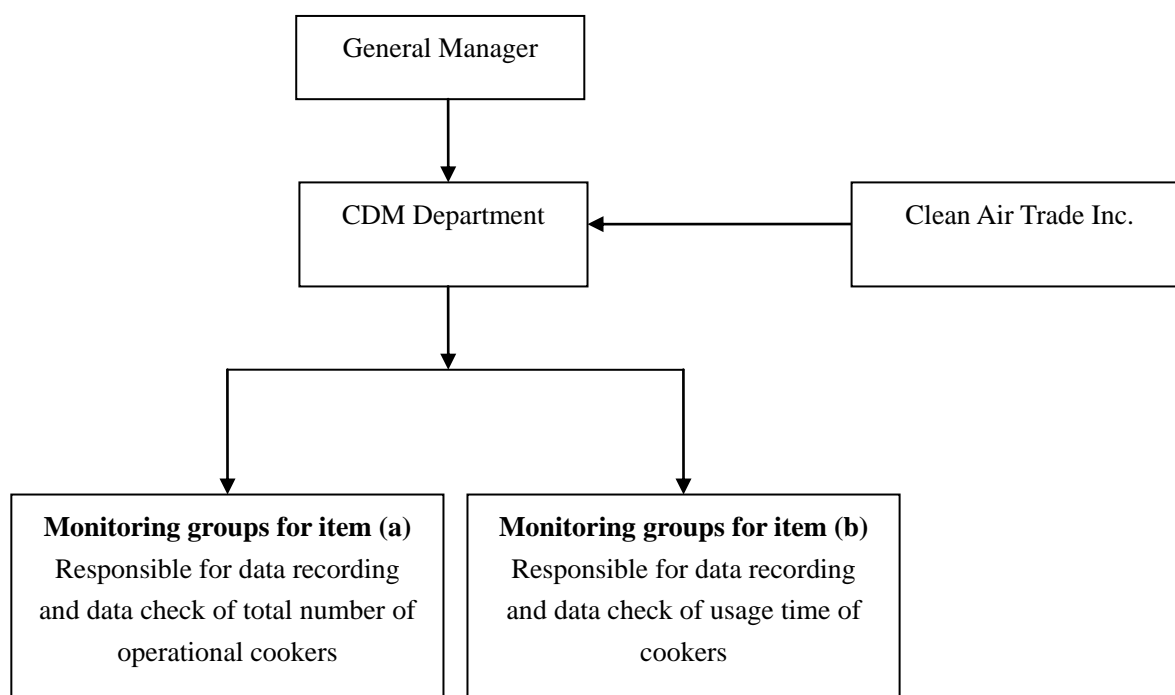 General Manager
CDM Department
Clean Air Trade Inc.
Monitoring groups for item (a)
Responsible for data recording
and data check of total number of
operational cookers
Monitoring groups for item (b)
Responsible for data recording
and data check of usage time of
cookers